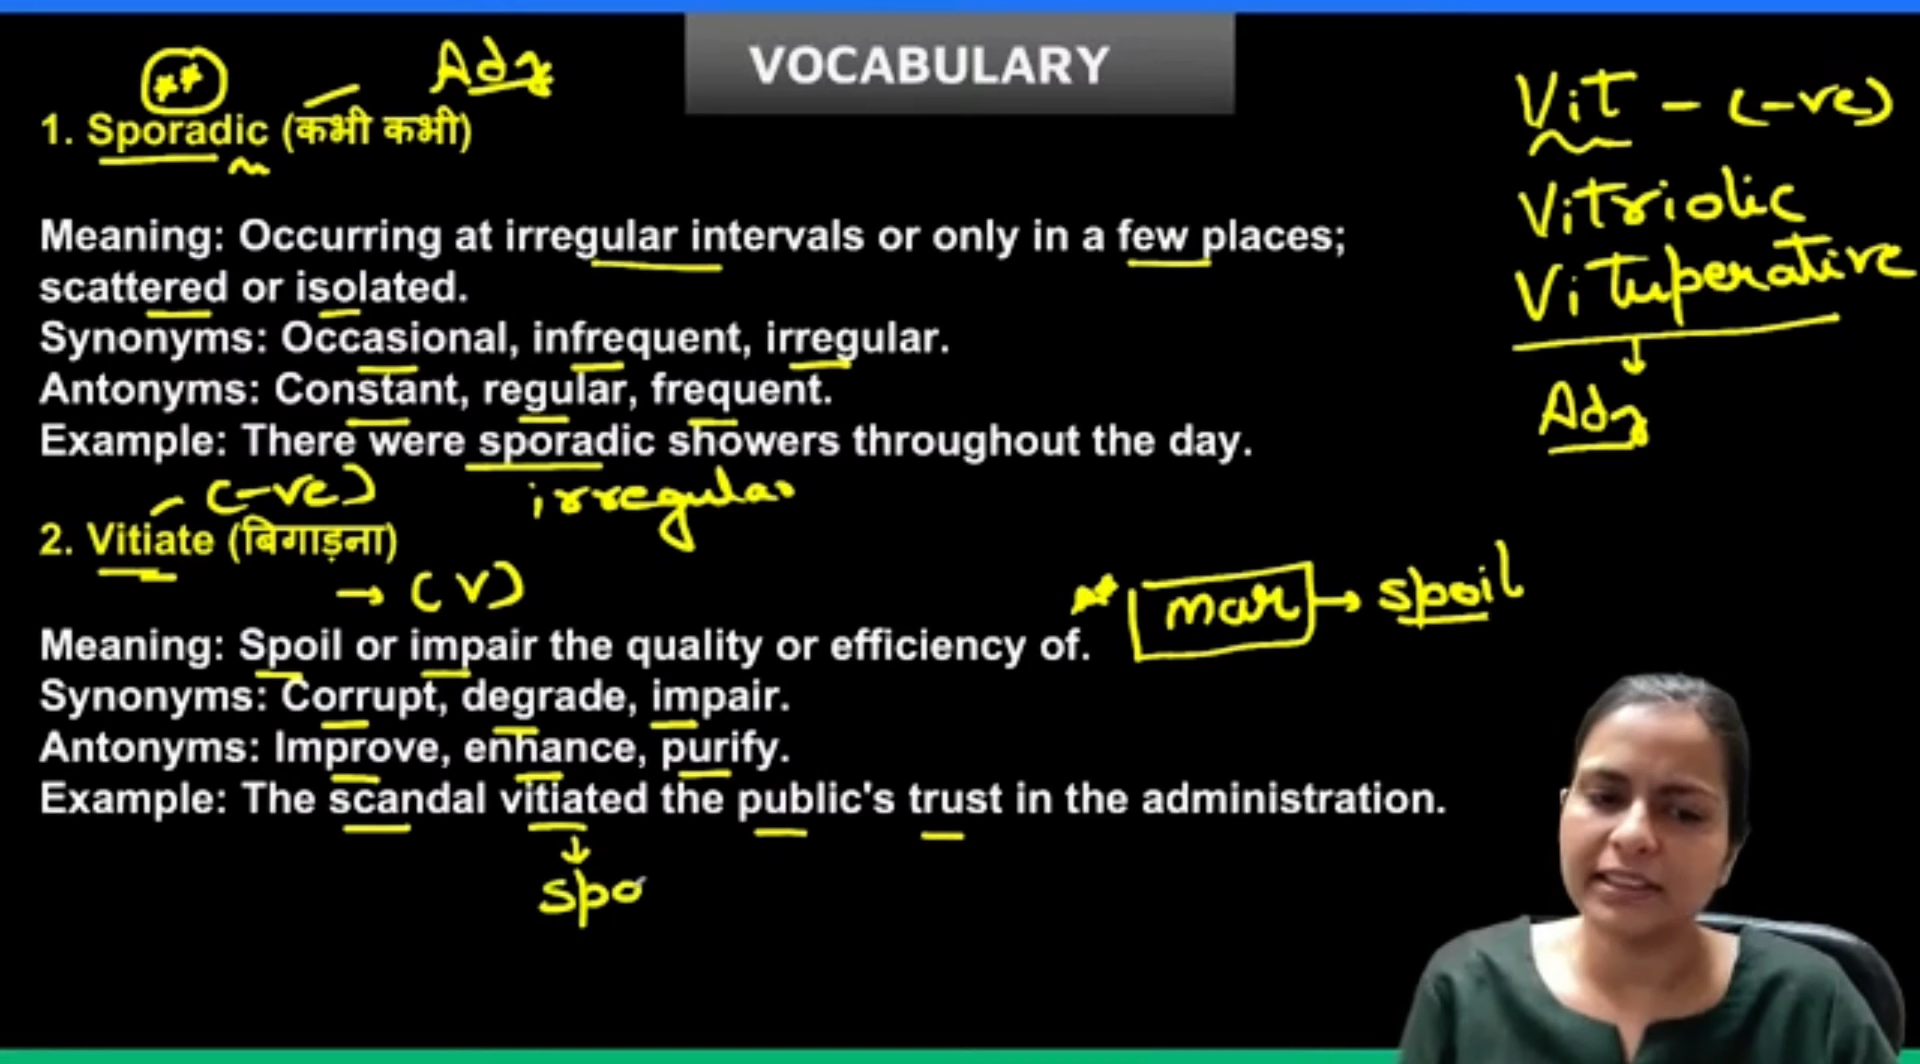 VOCABULARY
** Adj
1. Sporadic (कभी कभी)
Meaning: Occurring at irregular intervals or only in a few places;
scattered or isolated.
Synonyms: Occasional, infrequent, irregular.
Antonyms: Constant, regular, frequent.
Example: There were sporadic showers throughout the day.
irregular
(-ve)
2. Vitiate (बिगाड़ना)
→ (v)
Meaning: Spoil or impair the quality or efficiency of.
Synonyms: Corrupt, degrade, impair.
Antonyms: Improve, enhance, purify.
Example: The scandal vitiated the public's trust in the administration.
↓
spo
Vit - (-ve)
Vitriolic
Vituperative
↓
Adj
* mar → spoil